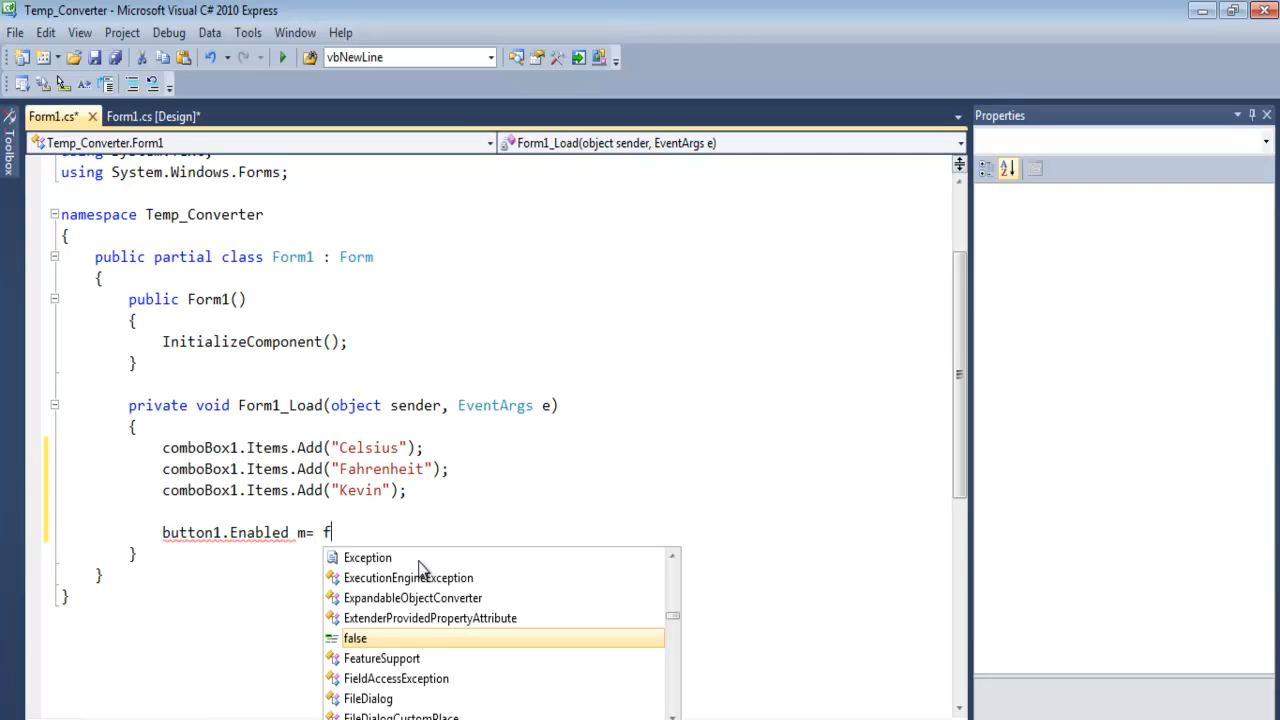 Temp_Converter - Microsoft Visual C# 2010 Express
File Edit View Project Debug Data Tools Window Help
vbNewLine
Form1.cs* Form1.cs [Design]* Properties
Toolbox
Temp_Converter.Form1 Form1_Load(object sender, EventArgs e)
using System.Windows.Forms;
namespace Temp_Converter
{
public partial class Form1 : Form
{
public Form1()
{
InitializeComponent();
}
private void Form1_Load(object sender, EventArgs e)
{
comboBox1.Items.Add("Celsius");
comboBox1.Items.Add("Fahrenheit");
comboBox1.Items.Add("Kevin");
button1.Enabled m= f
}
}
}
Exception
ExecutionEngineException
ExpandableObjectConverter
ExtenderProvidedPropertyAttribute
false
FeatureSupport
FieldAccessException
FileDialog
FileDialogCustomPlace